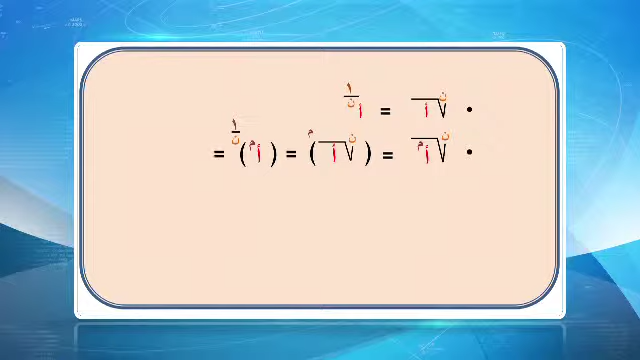 • ن√أ = أ^(١/ن)
• ن√أ^م = (ن√أ)^م = (أ^م)^(١/ن) =